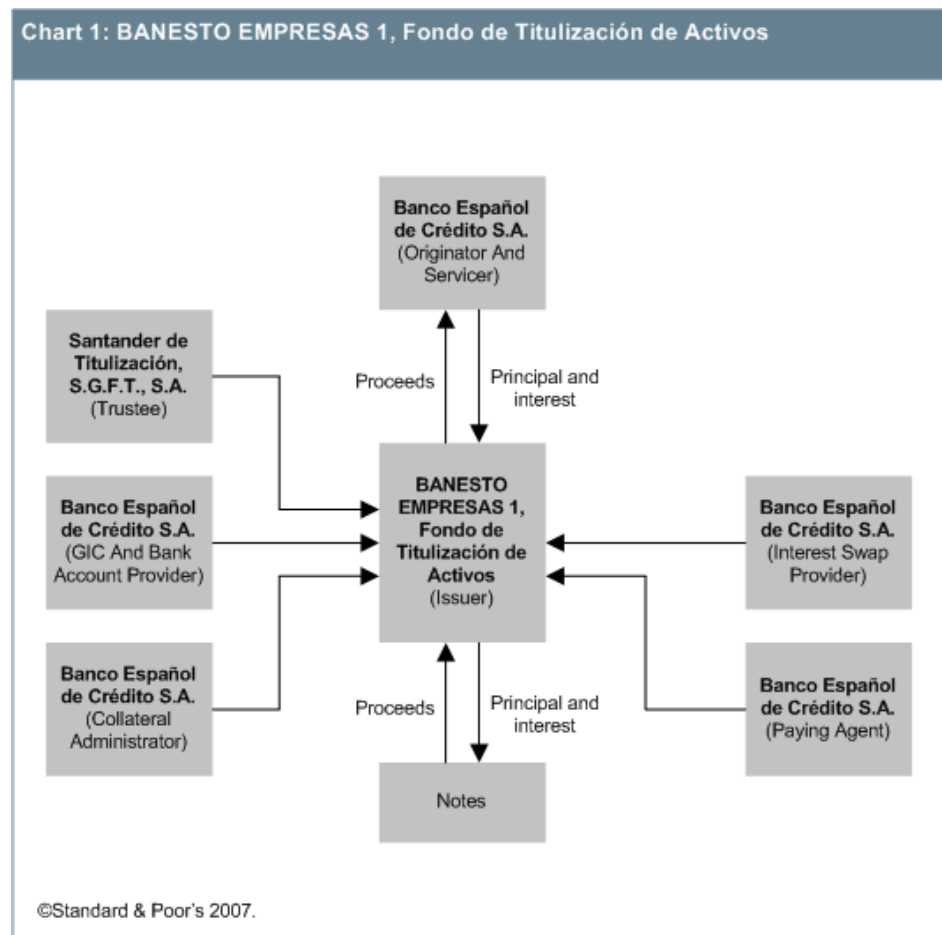 Chart 1: BANESTO EMPRESAS 1, Fondo de Titulización de Activos
Banco Español
de Crédito S.A.
(Originator And
Servicer)
Santander de
Titulización,
S.G.F.T., S.A.
(Trustee)
Proceeds
Principal and
interest
Banco Español
de Crédito S.A.
(GIC And Bank
Account Provider)
BANESTO
EMPRESAS 1,
Fondo de
Titulización de
Activos
(Issuer)
Banco Español
de Crédito S.A.
(Interest Swap
Provider)
Banco Español
de Crédito S.A.
(Collateral
Administrator)
Proceeds
Principal and
interest
Banco Español
de Crédito S.A.
(Paying Agent)
Notes
©Standard & Poor's 2007.